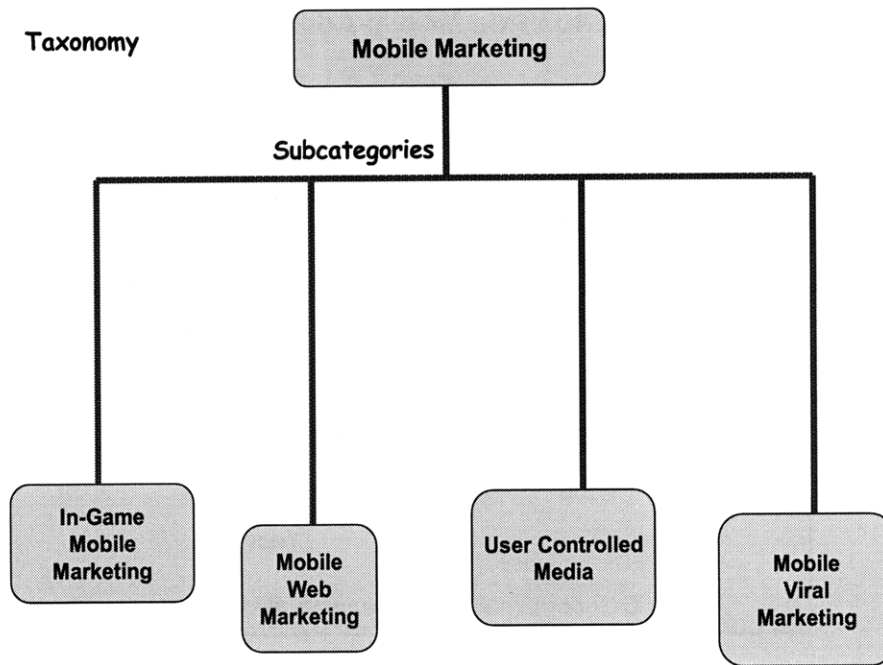 Taxonomy
Mobile Marketing
Subcategories
In-Game
Mobile
Marketing
Mobile
Web
Marketing
User Controlled
Media
Mobile
Viral
Marketing